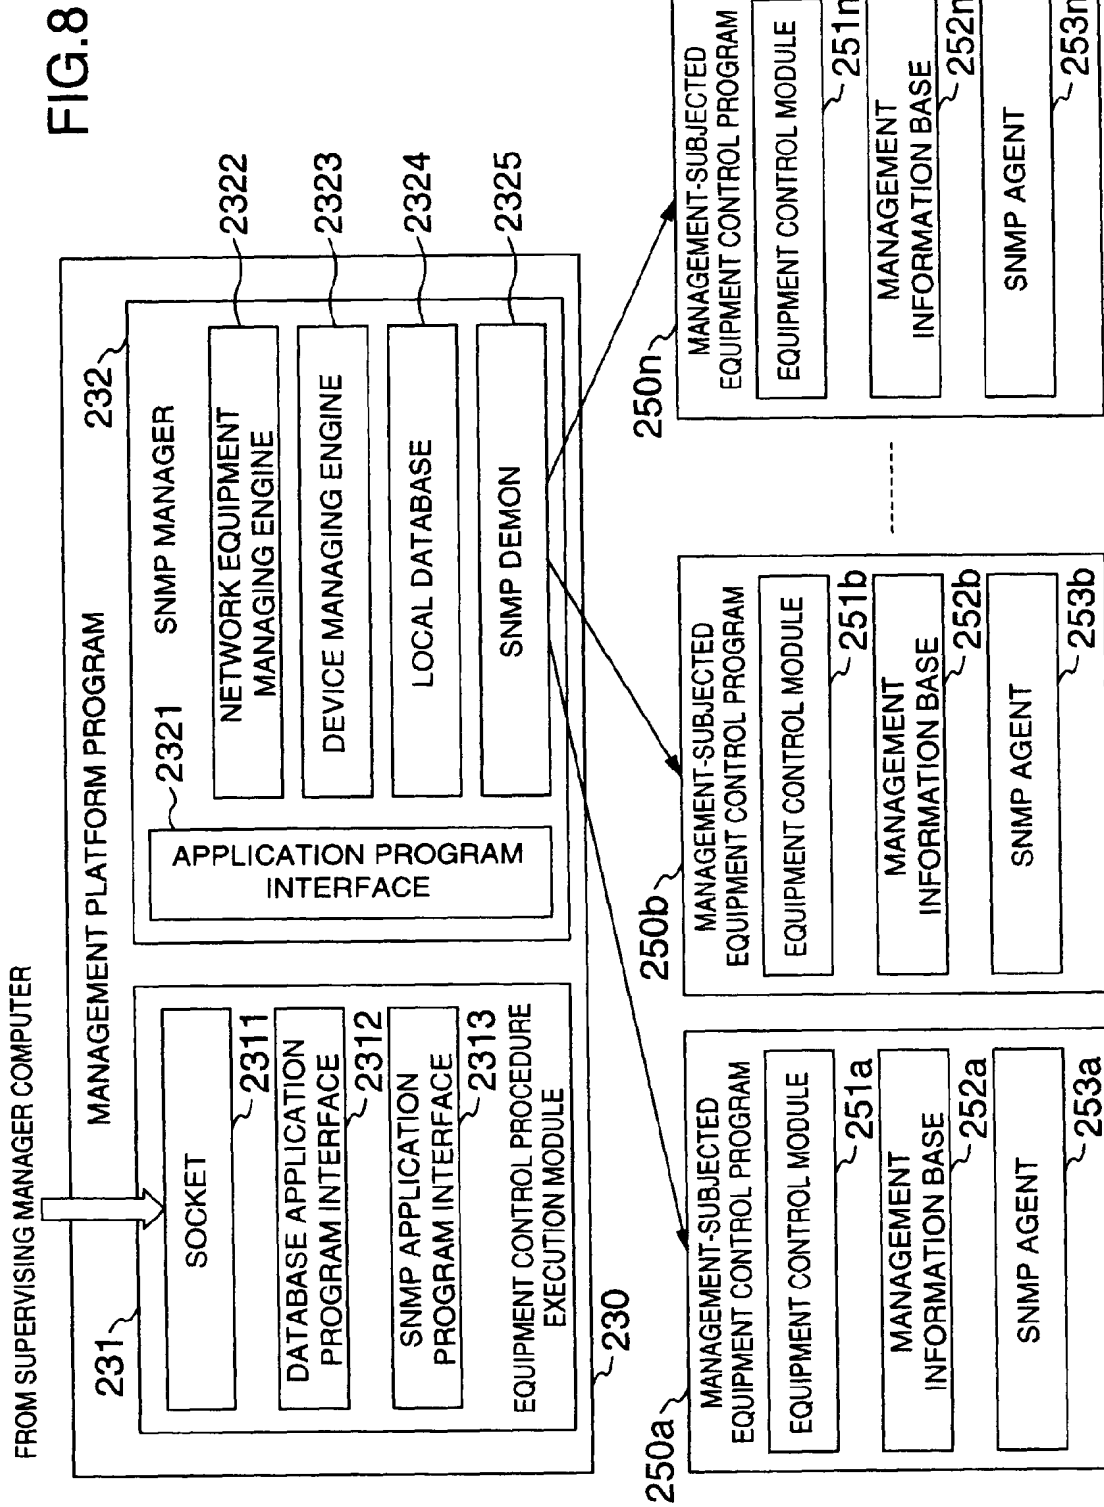 FIG.8
FROM SUPERVISING MANAGER COMPUTER
MANAGEMENT PLATFORM PROGRAM
231
SOCKET
2311
DATABASE APPLICATION
PROGRAM INTERFACE
2312
SNMP APPLICATION
PROGRAM INTERFACE
2313
EQUIPMENT CONTROL PROCEDURE
EXECUTION MODULE
230
232
SNMP MANAGER
2321
APPLICATION PROGRAM
INTERFACE
NETWORK EQUIPMENT
MANAGING ENGINE
2322
DEVICE MANAGING ENGINE
2323
LOCAL DATABASE
2324
SNMP DEMON
2325
250a
MANAGEMENT-SUBJECTED
EQUIPMENT CONTROL PROGRAM
EQUIPMENT CONTROL MODULE
251a
MANAGEMENT
INFORMATION BASE
252a
SNMP AGENT
253a
250b
MANAGEMENT-SUBJECTED
EQUIPMENT CONTROL PROGRAM
EQUIPMENT CONTROL MODULE
251b
MANAGEMENT
INFORMATION BASE
252b
SNMP AGENT
253b
250n
MANAGEMENT-SUBJECTED
EQUIPMENT CONTROL PROGRAM
EQUIPMENT CONTROL MODULE
251n
MANAGEMENT
INFORMATION BASE
252n
SNMP AGENT
253n